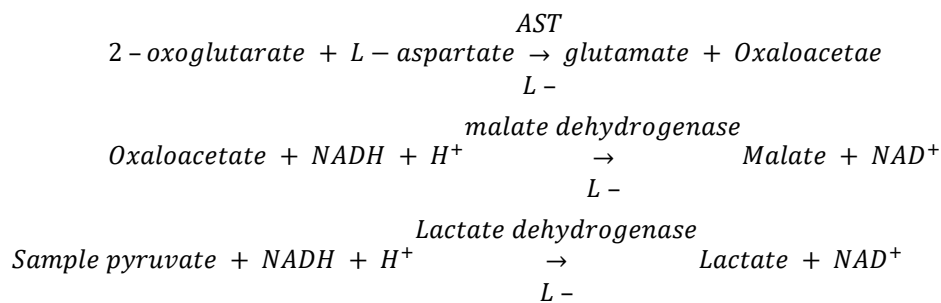 AST
2 – oxoglutarate + L – aspartate → glutamate + Oxaloacetae
L –
malate dehydrogenase
Oxaloacetate + NADH + H⁺ → Malate + NAD⁺
L –
Lactate dehydrogenase
Sample pyruvate + NADH + H⁺ → Lactate + NAD⁺
L –